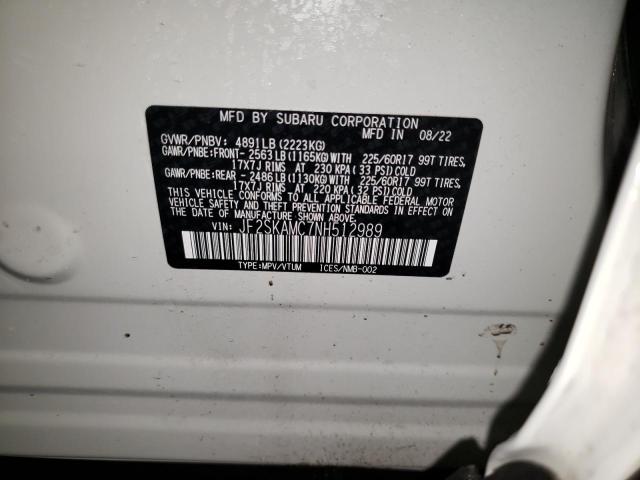 MFD BY SUBARU CORPORATION
MFD IN 08/22
GVWR/PNBV: 4891LB(2223KG)
GAWR/PNBE:FRONT- 2563LB(1165KG)WITH 225/60R17 99T TIRES,
17X7J RIMS AT 230 KPA(33 PSI)COLD
GAWR/PNBE:REAR - 2486LB(1130KG)WITH 225/60R17 99T TIRES,
17X7J RIMS AT 220 KPA(32 PSI)COLD
THIS VEHICLE CONFORMS TO ALL APPLICABLE FEDERAL MOTOR
VEHICLE SAFETY STANDARDS IN EFFECT ON THE DATE OF
MANUFACTURE SHOWN ABOVE.
VIN: JF2SKAMC7NH512989
TYPE:MPV/VTUM ICES/NMB-002